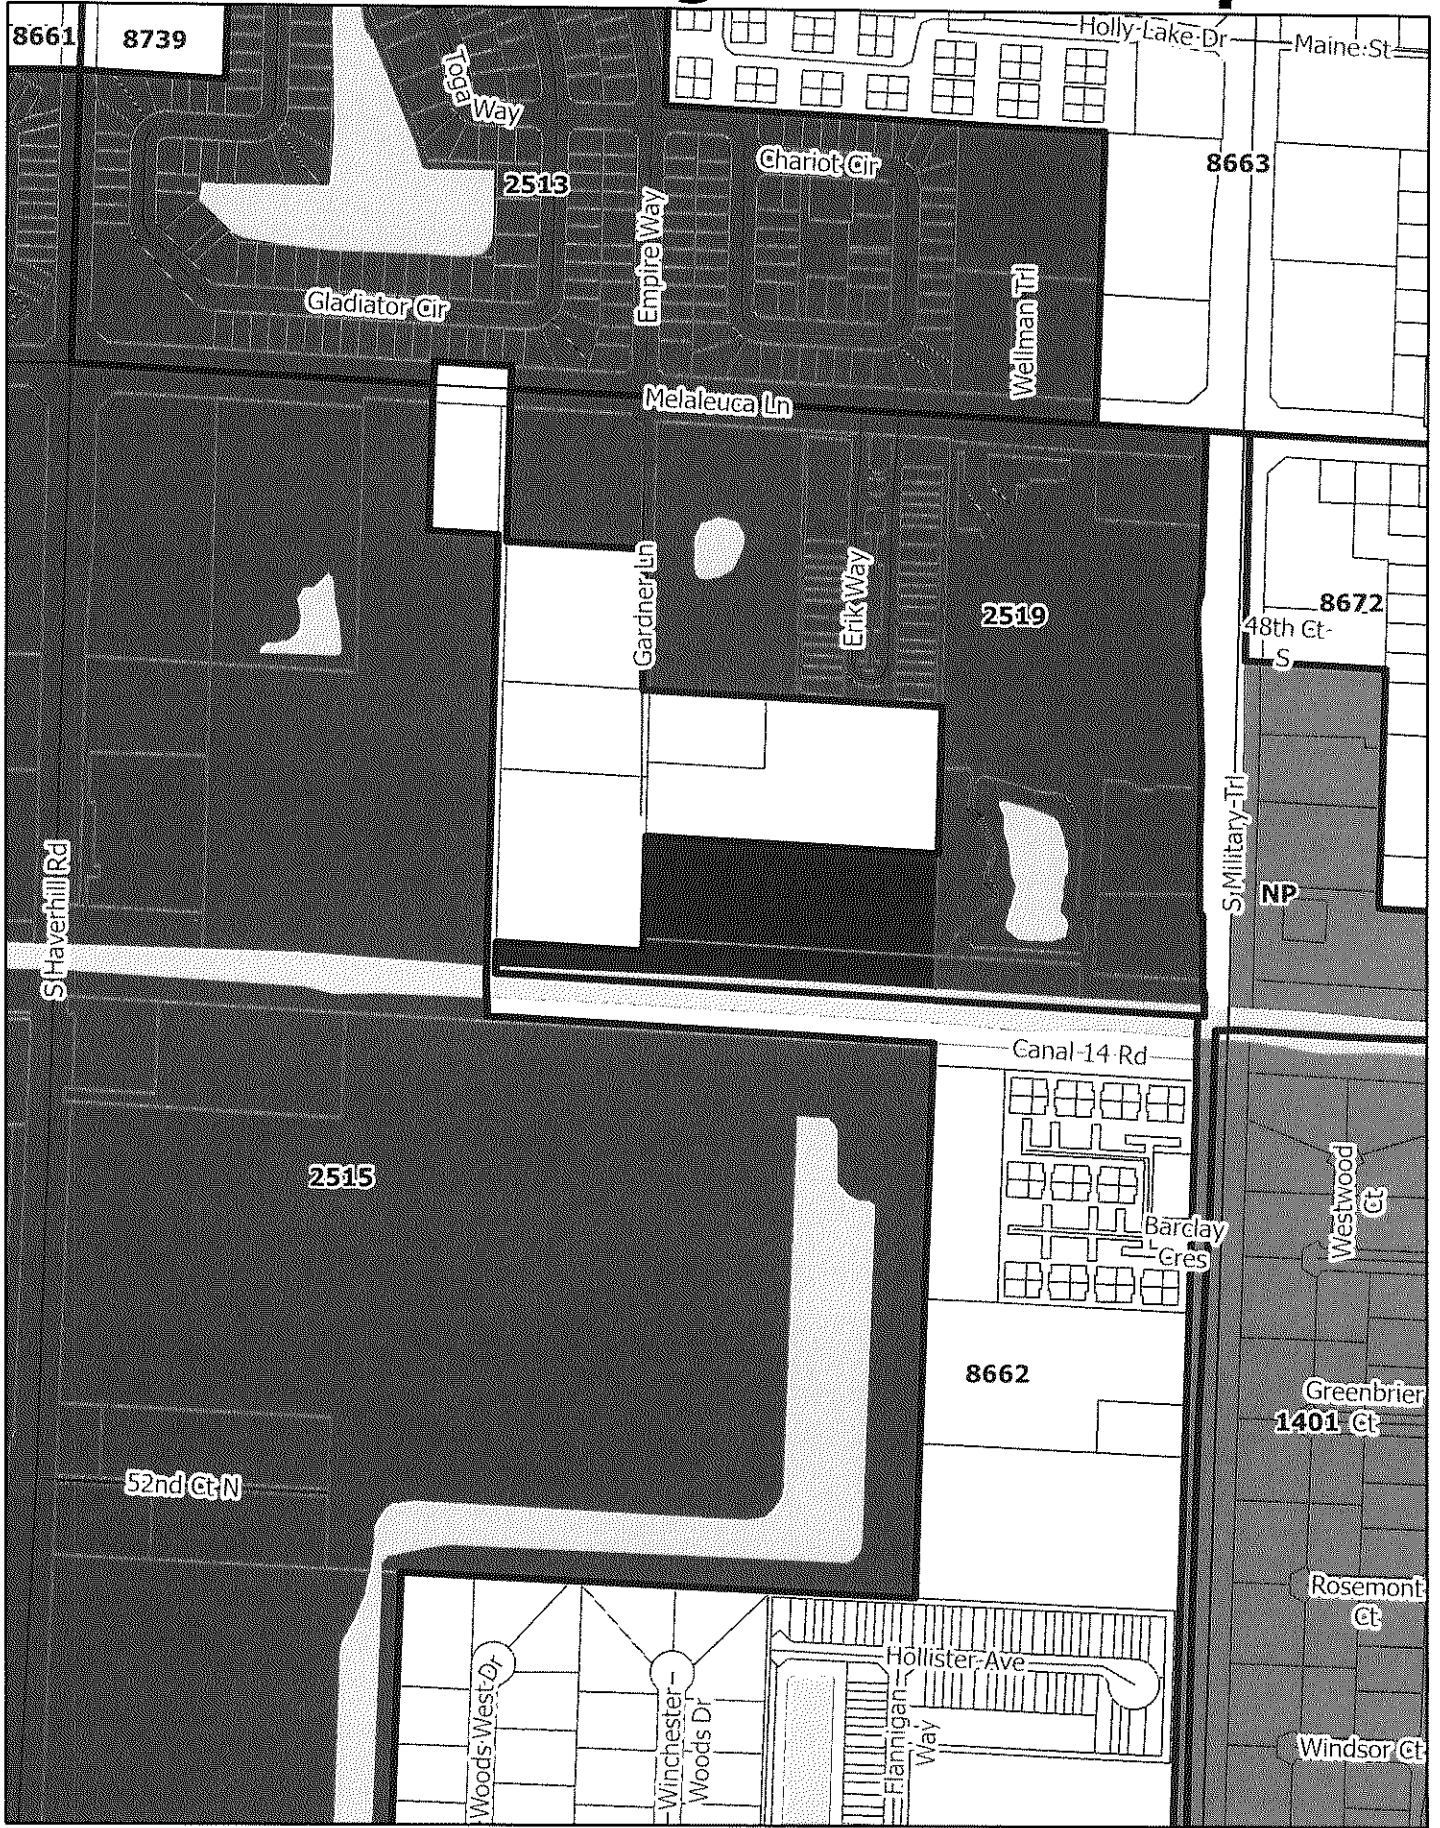 Holly Lake Dr
Maine St
8661
8739
Toga
Way
Chariot Cir
8663
2513
Empire Way
Gladiator Cir
Wellman Trl
Melaleuca Ln
Gardner Ln
Erik Way
2519
8672
48th Ct
S
S Haverhill Rd
S Military Trl
NP
Canal 14 Rd
2515
Westwood
Ct
Barclay
Cres
8662
Greenbrier
1401 Ct
52nd Ct N
Rosemont
Ct
Hollister Ave
Woods West Dr
Winchester
Woods Dr
Flannigan
Way
Windsor Ct